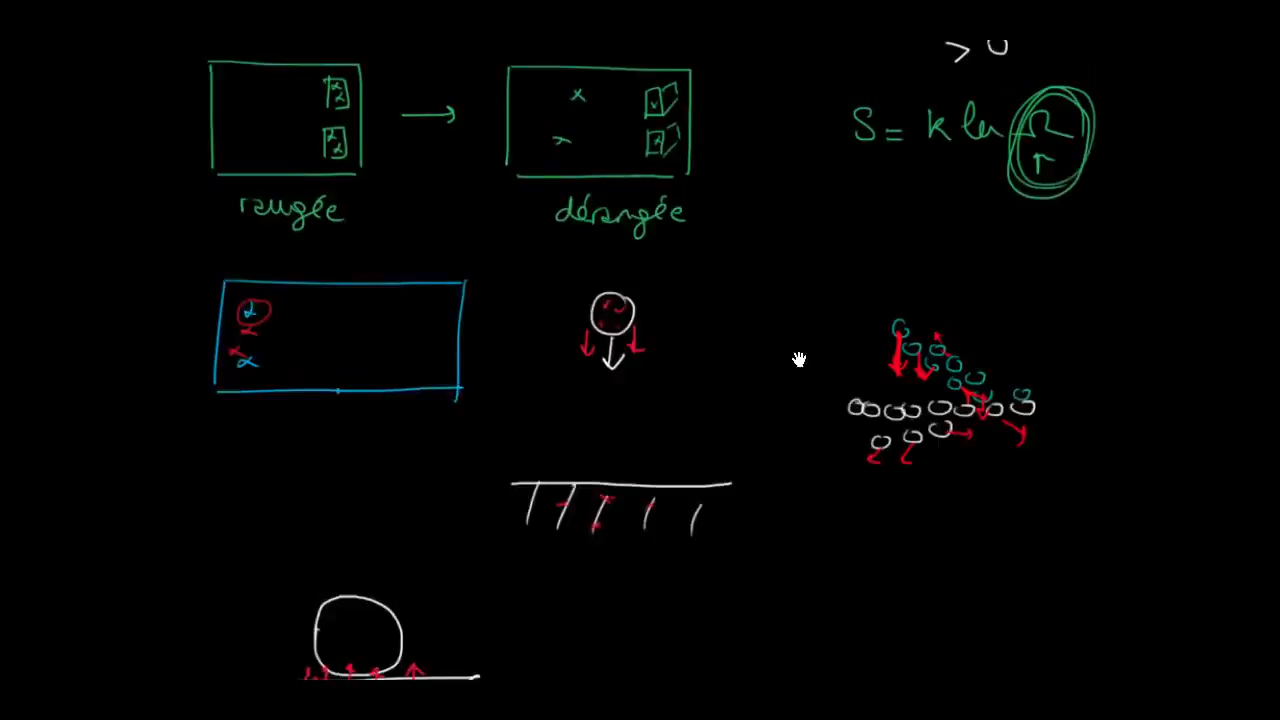 > 0
S = k ln Ω
rangée
dérangée